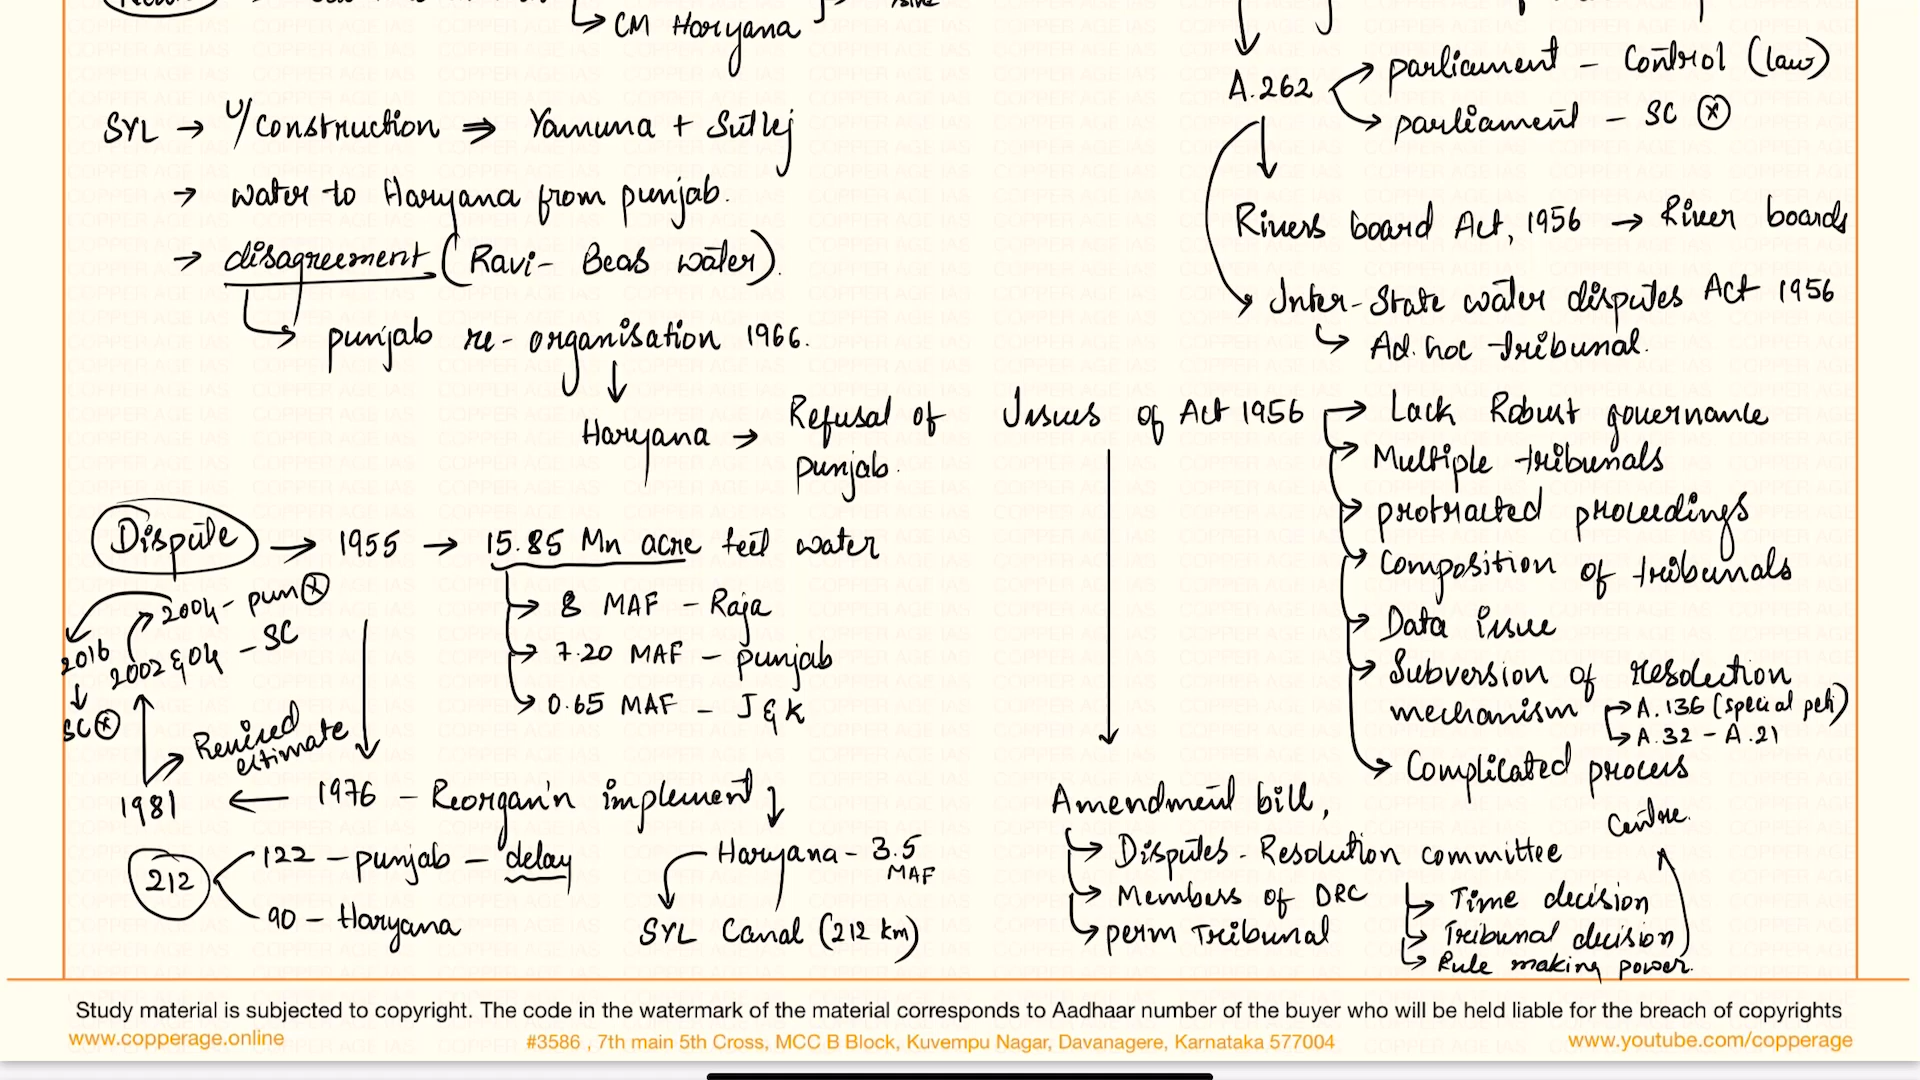 CM Haryana
SYL → U/Construction ⇒ Yamuna + Sutlej
→ water to Haryana from punjab.
→ disagreement (Ravi - Beas water).
punjab re-organisation 1966.
Haryana → Refusal of
punjab.
Dispute → 1955 → 15.85 Mn acre feet water
→ 8 MAF - Raja
→ 7.20 MAF - punjab
→ 0.65 MAF - J & K
2004 - pun ⓧ
2002 & 04 - SC
2016
SC ⓧ
Revised
estimate
1981 ← 1976 - Reorgan'n implement
212
122 - punjab - delay
90 - Haryana
Haryana - 3.5
MAF
SYL Canal (212 km)
A.262
→ parliament - Control (law)
→ parliament - SC ⓧ
Rivers board Act, 1956 → River boards
Inter-State water disputes Act 1956
↳ Ad.hoc tribunal.
Issues of Act 1956
→ Lack Robust governance
→ Multiple tribunals
→ protracted proceedings
→ Composition of tribunals
→ Data issue
→ Subversion of resolection
mechanism
→ A.136 (special peti)
→ A.32 - A.21
→ Complicated process
Amendment bill,
→ Disputes - Resolution committee
→ Members of DRC
→ perm Tribunal
Centre.
→ Time decision
→ Tribunal decision
→ Rule making power.
Study material is subjected to copyright. The code in the watermark of the material corresponds to Aadhaar number of the buyer who will be held liable for the breach of copyrights
www.copperage.online
#3586 , 7th main 5th Cross, MCC B Block, Kuvempu Nagar, Davanagere, Karnataka 577004
www.youtube.com/copperage
COPPER AGE IAS